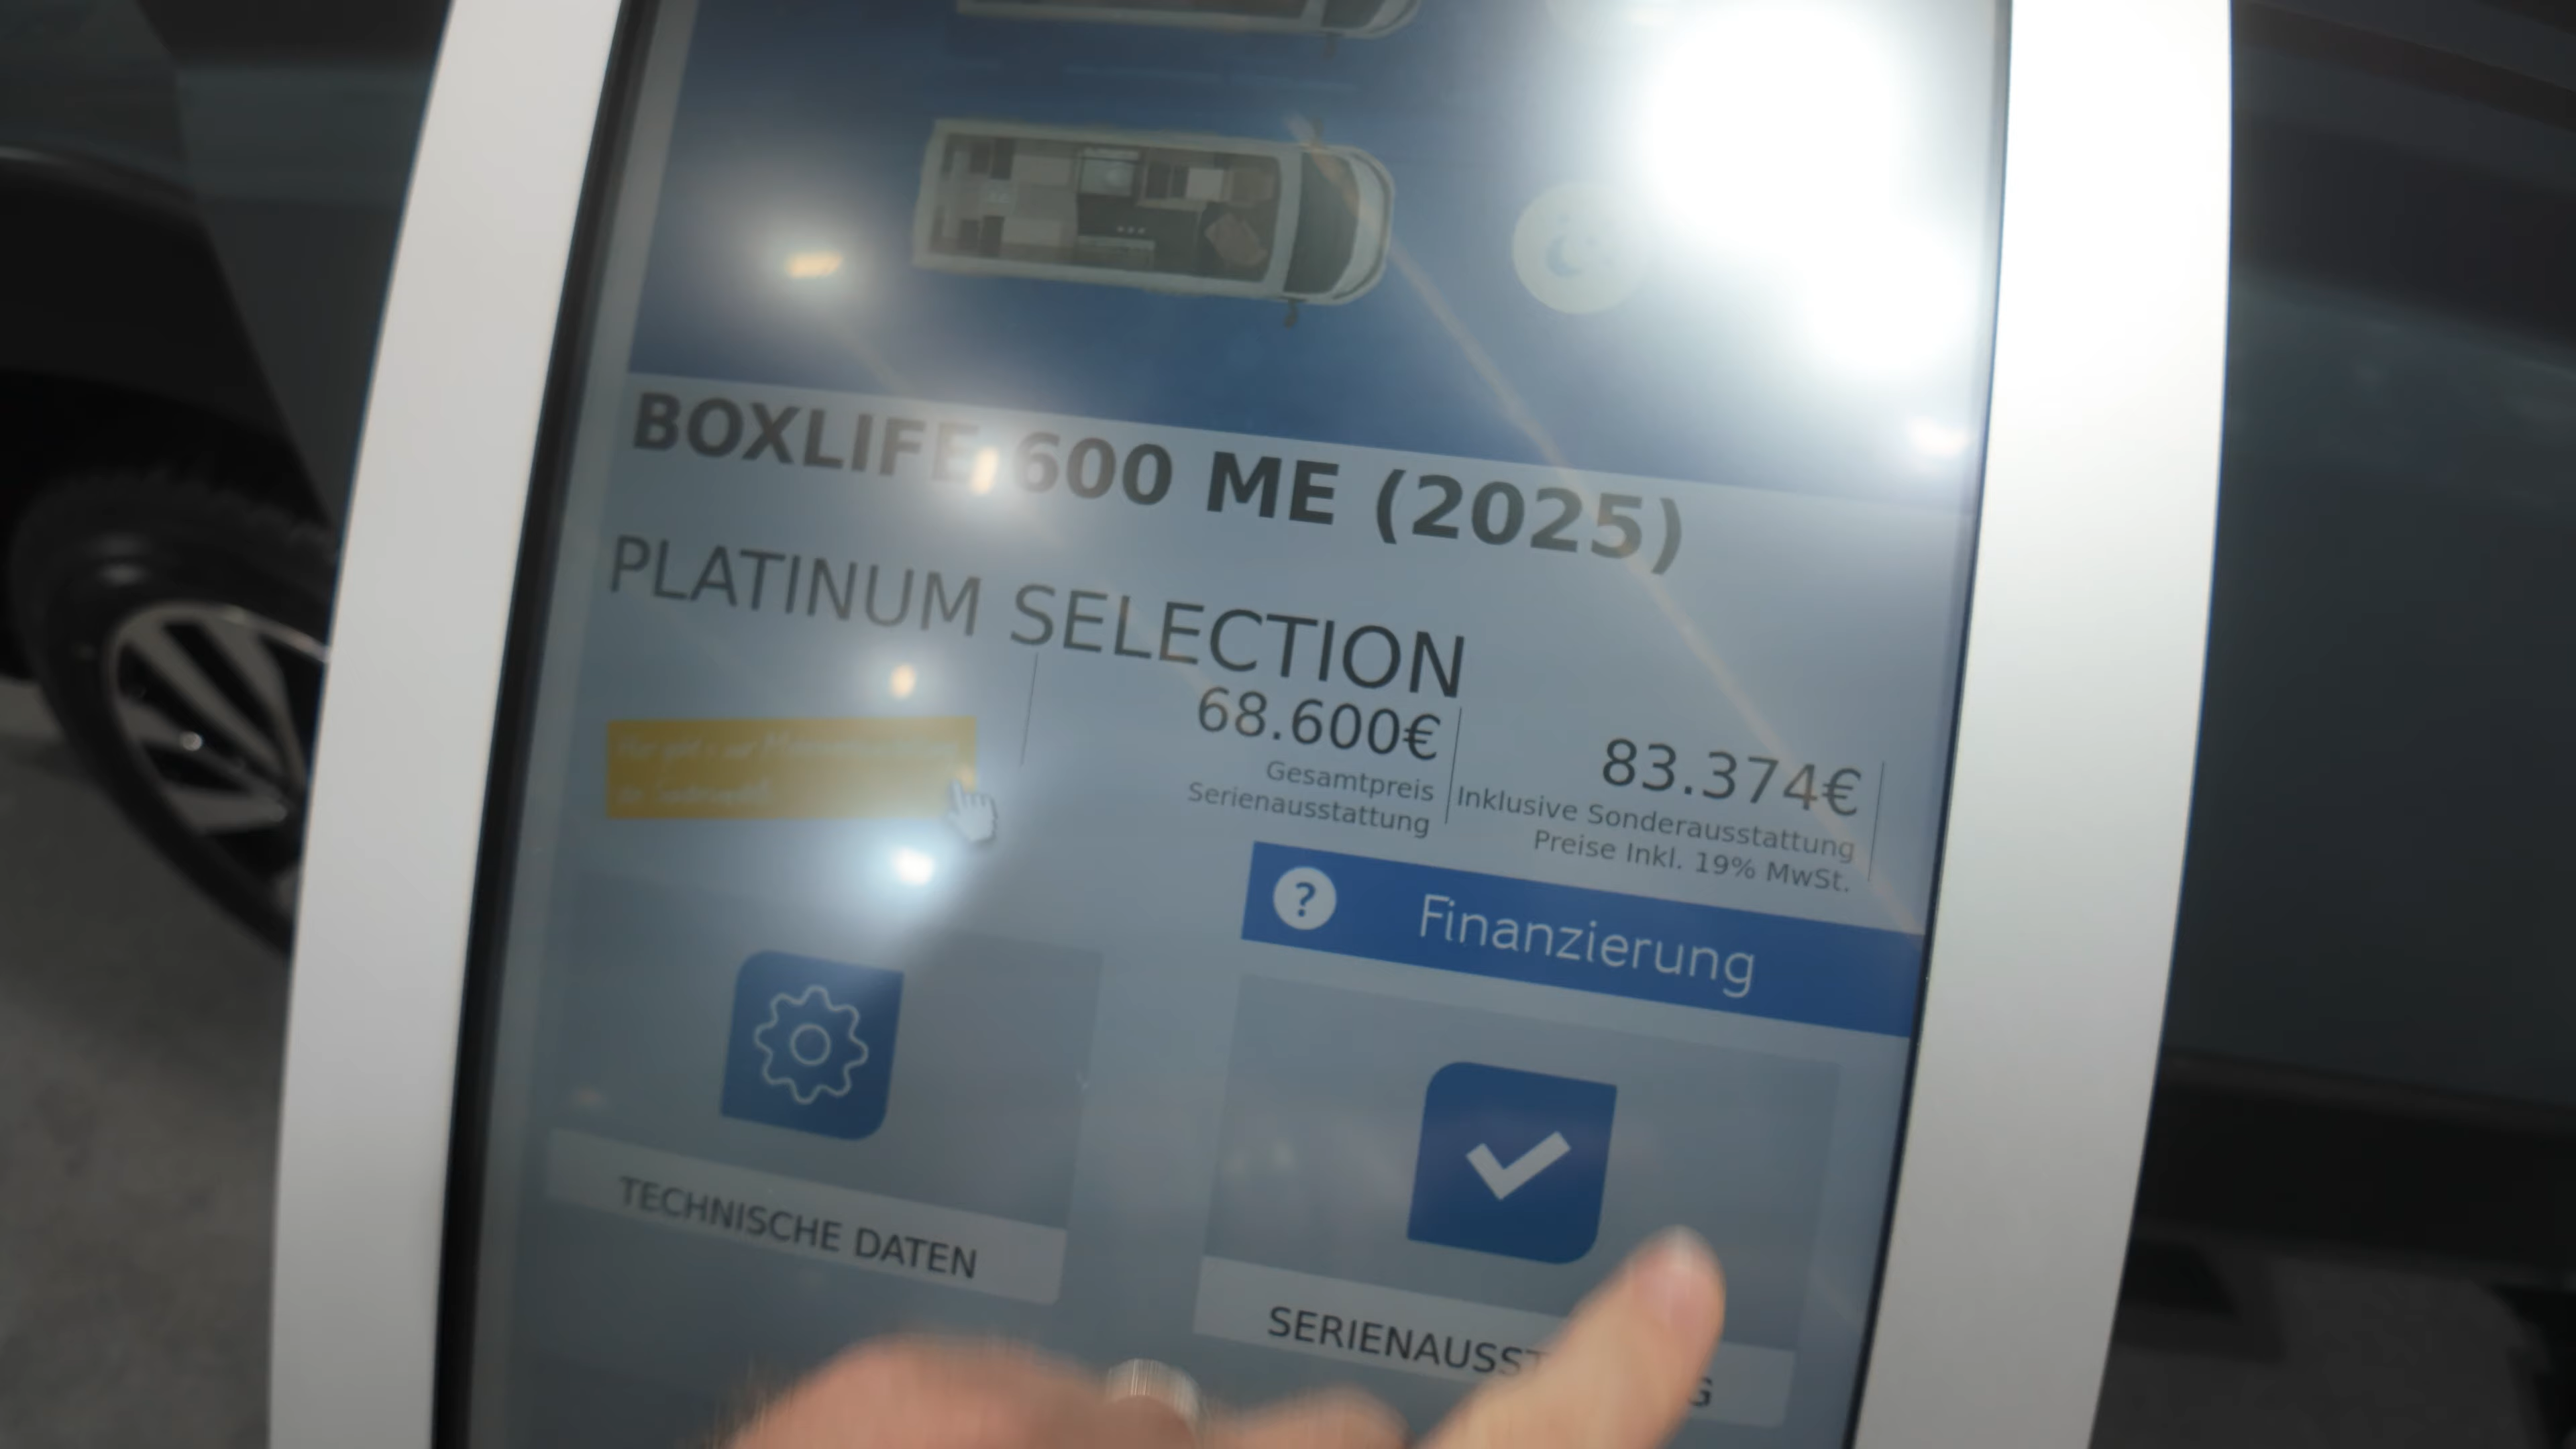 BOXLIFE 600 ME (2025)
PLATINUM SELECTION
68.600€
Gesamtpreis
Serienausstattung
83.374€
Inklusive Sonderausstattung
Preise Inkl. 19% MwSt.
? Finanzierung
TECHNISCHE DATEN